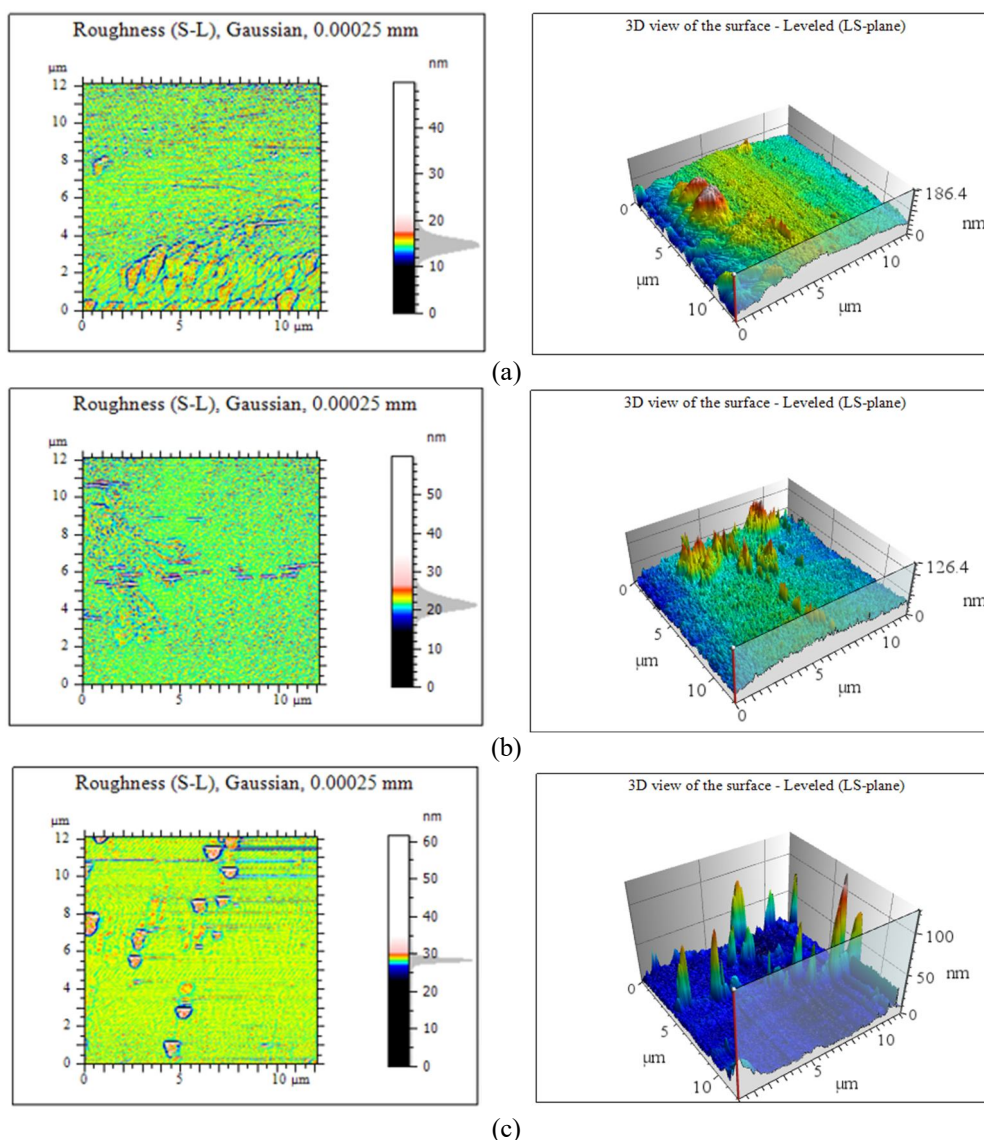 Roughness (S-L), Gaussian, 0.00025 mm
µm
12
10
8
6
4
2
0
0
5
10 µm
nm
40
30
20
10
0
3D view of the surface - Leveled (LS-plane)
186.4
nm
0
0
5
10
µm
0
5
10
µm
(a)
Roughness (S-L), Gaussian, 0.00025 mm
µm
12
10
8
6
4
2
0
0
5
10 µm
nm
50
40
30
20
10
0
3D view of the surface - Leveled (LS-plane)
126.4
nm
0
0
5
10
µm
0
5
10
µm
(b)
Roughness (S-L), Gaussian, 0.00025 mm
µm
12
10
8
6
4
2
0
0
5
10 µm
nm
60
50
40
30
20
10
0
3D view of the surface - Leveled (LS-plane)
100
50
nm
0
0
5
10
µm
5
10
µm
(c)